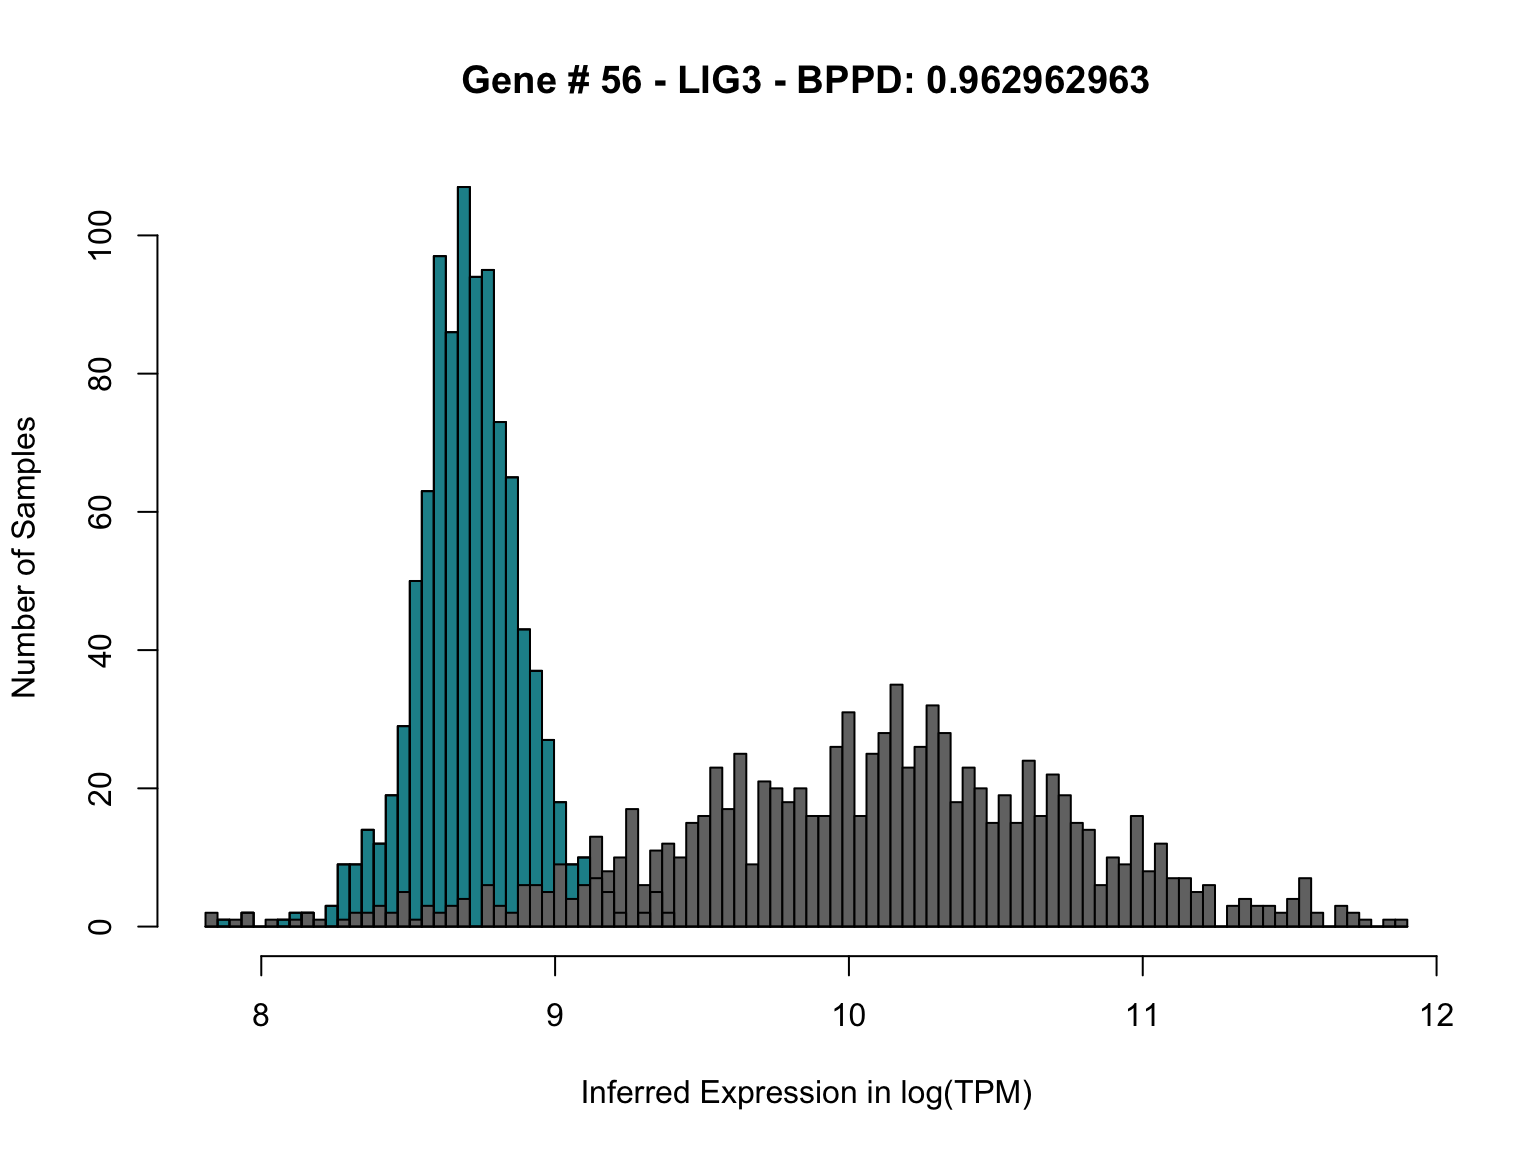 Gene # 56 - LIG3 - BPPD: 0.962962963
100
80
60
40
20
0
Number of Samples
8 9 10 11 12
Inferred Expression in log(TPM)